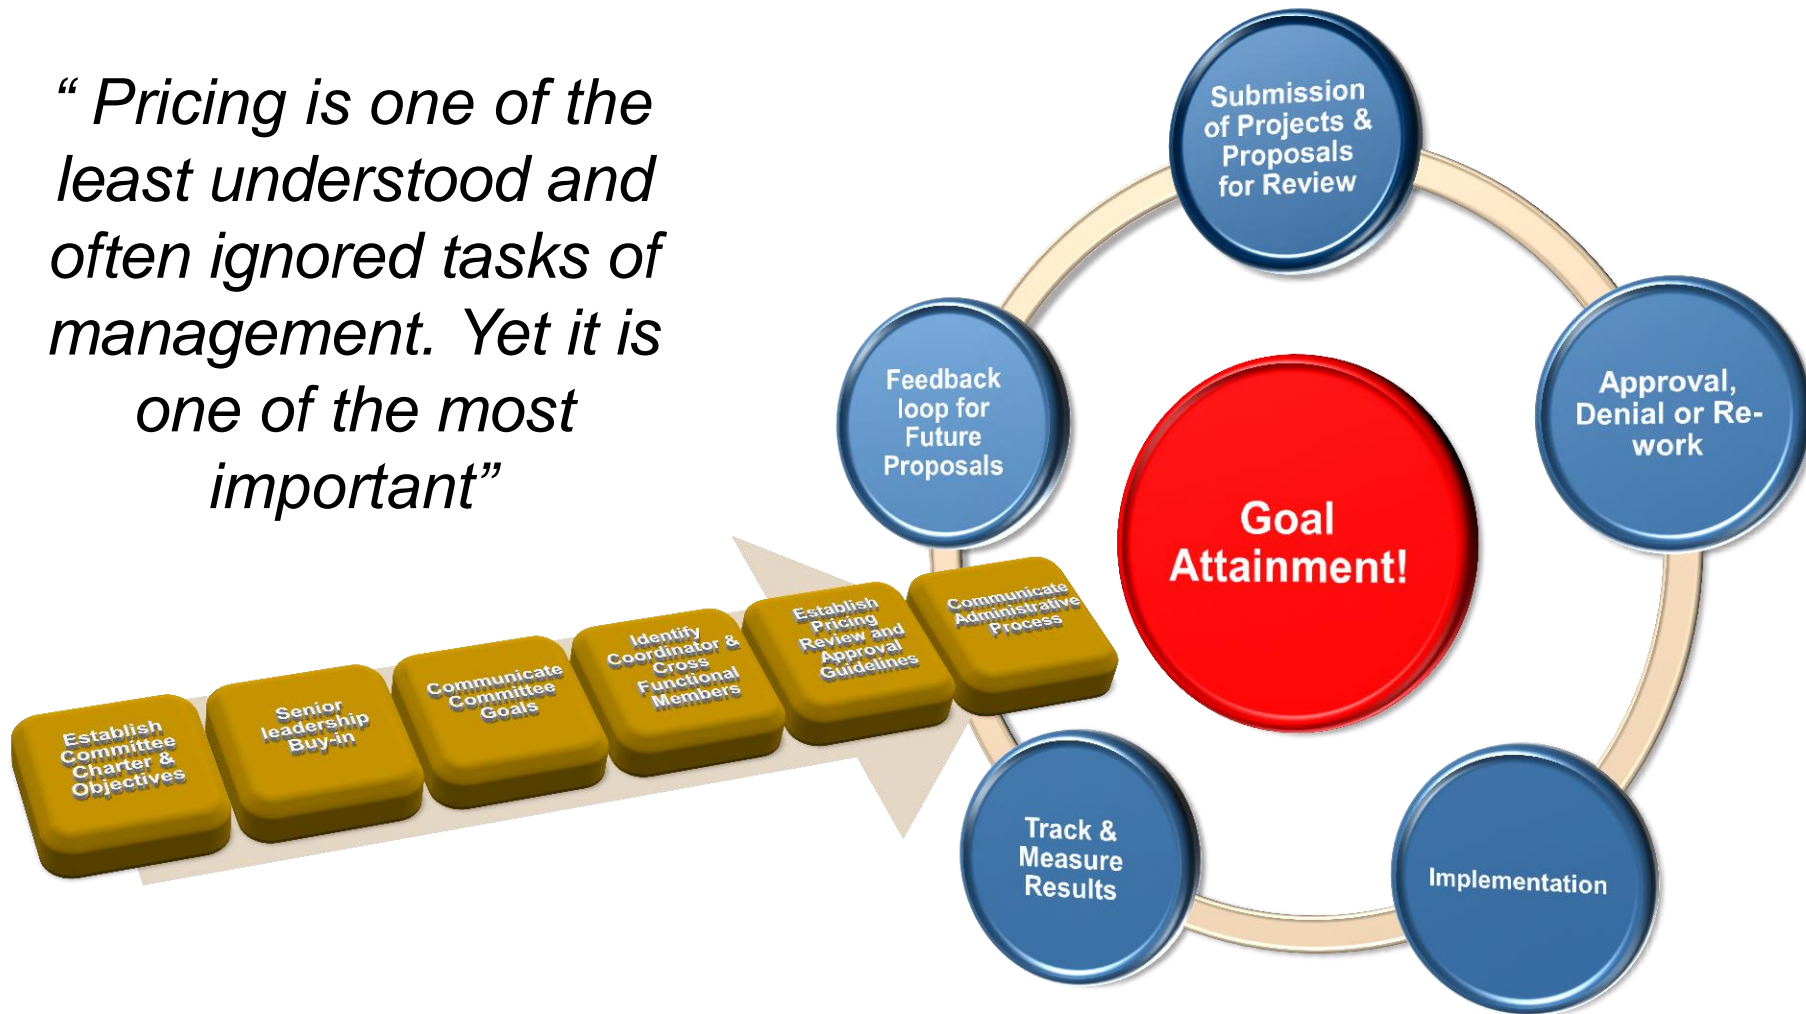 “ Pricing is one of the
least understood and
often ignored tasks of
management. Yet it is
one of the most
important”
Establish
Committee
Charter &
Objectives
Senior
leadership
Buy-in
Communicate
Committee
Goals
Identify
Coordinator &
Cross
Functional
Members
Establish
Pricing
Review and
Approval
Guidelines
Communicate
Administrative
Process
Submission
of Projects &
Proposals
for Review
Approval,
Denial or Re-
work
Implementation
Track &
Measure
Results
Feedback
loop for
Future
Proposals
Goal
Attainment!